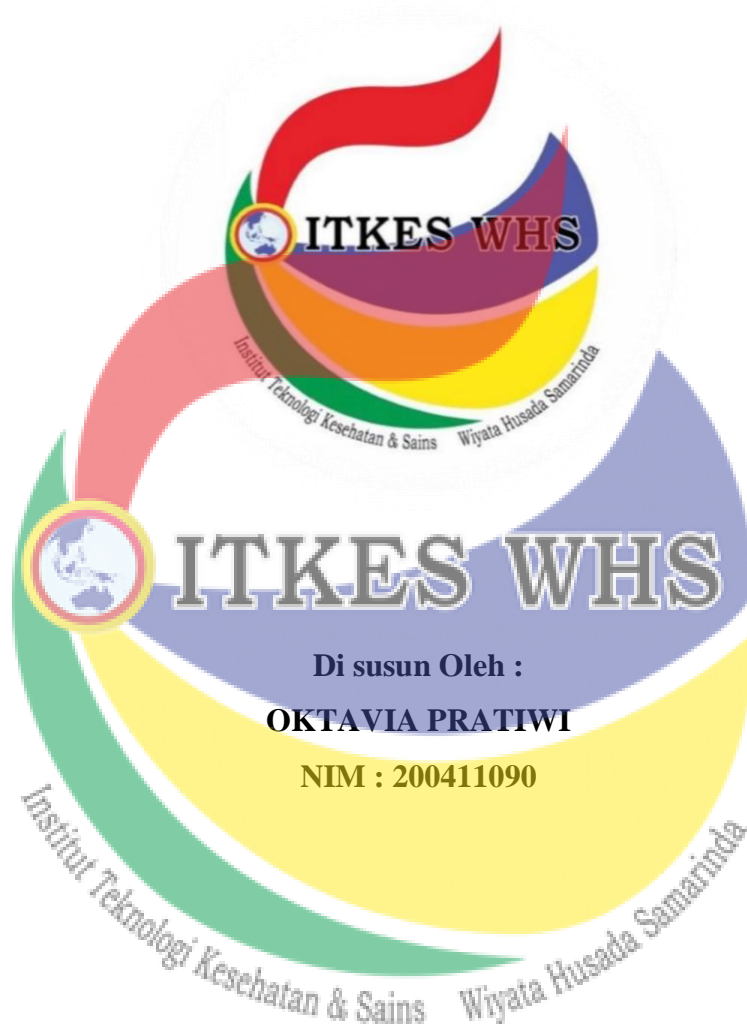 ITKES WHS
Institut Teknologi Kesehatan & Sains Wiyata Husada Samarinda
ITKES WHS
Di susun Oleh :
OKTAVIA PRATIWI
NIM : 200411090
Institut Teknologi Kesehatan & Sains Wiyata Husada Samarinda